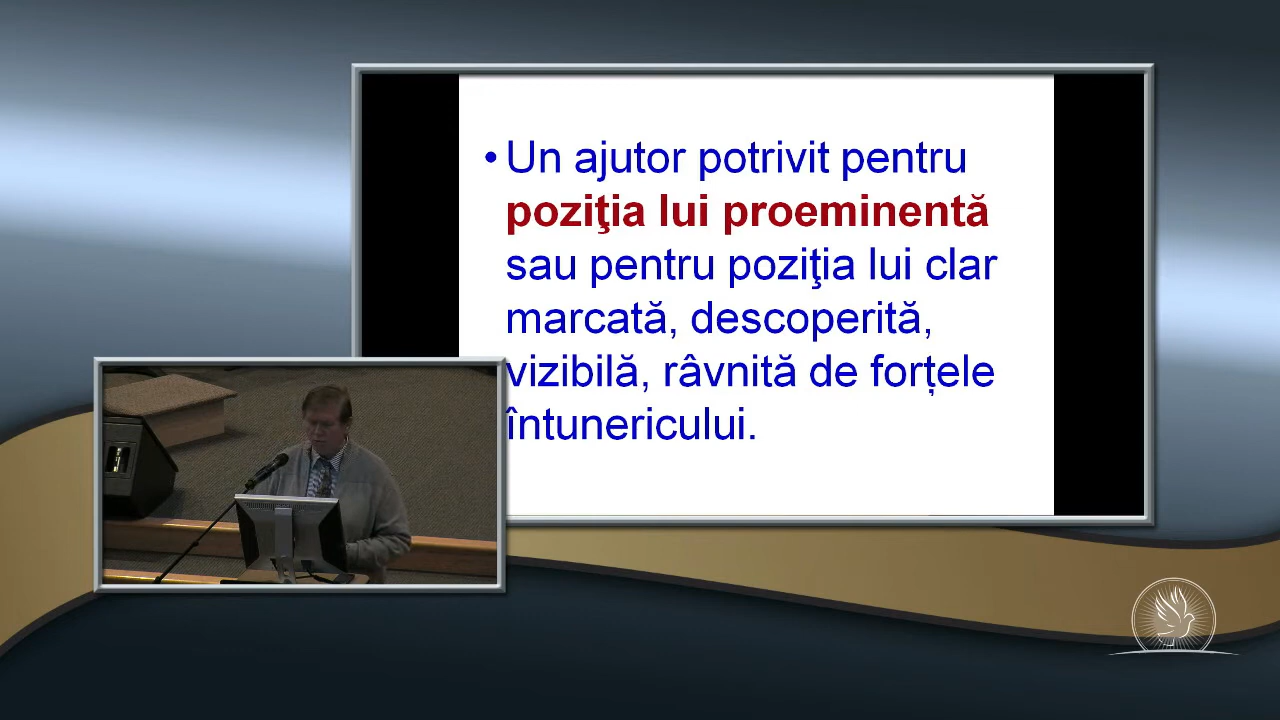 • Un ajutor potrivit pentru
poziţia lui proeminentă
sau pentru poziţia lui clar
marcată, descoperită,
vizibilă, râvnită de forțele
întunericului.